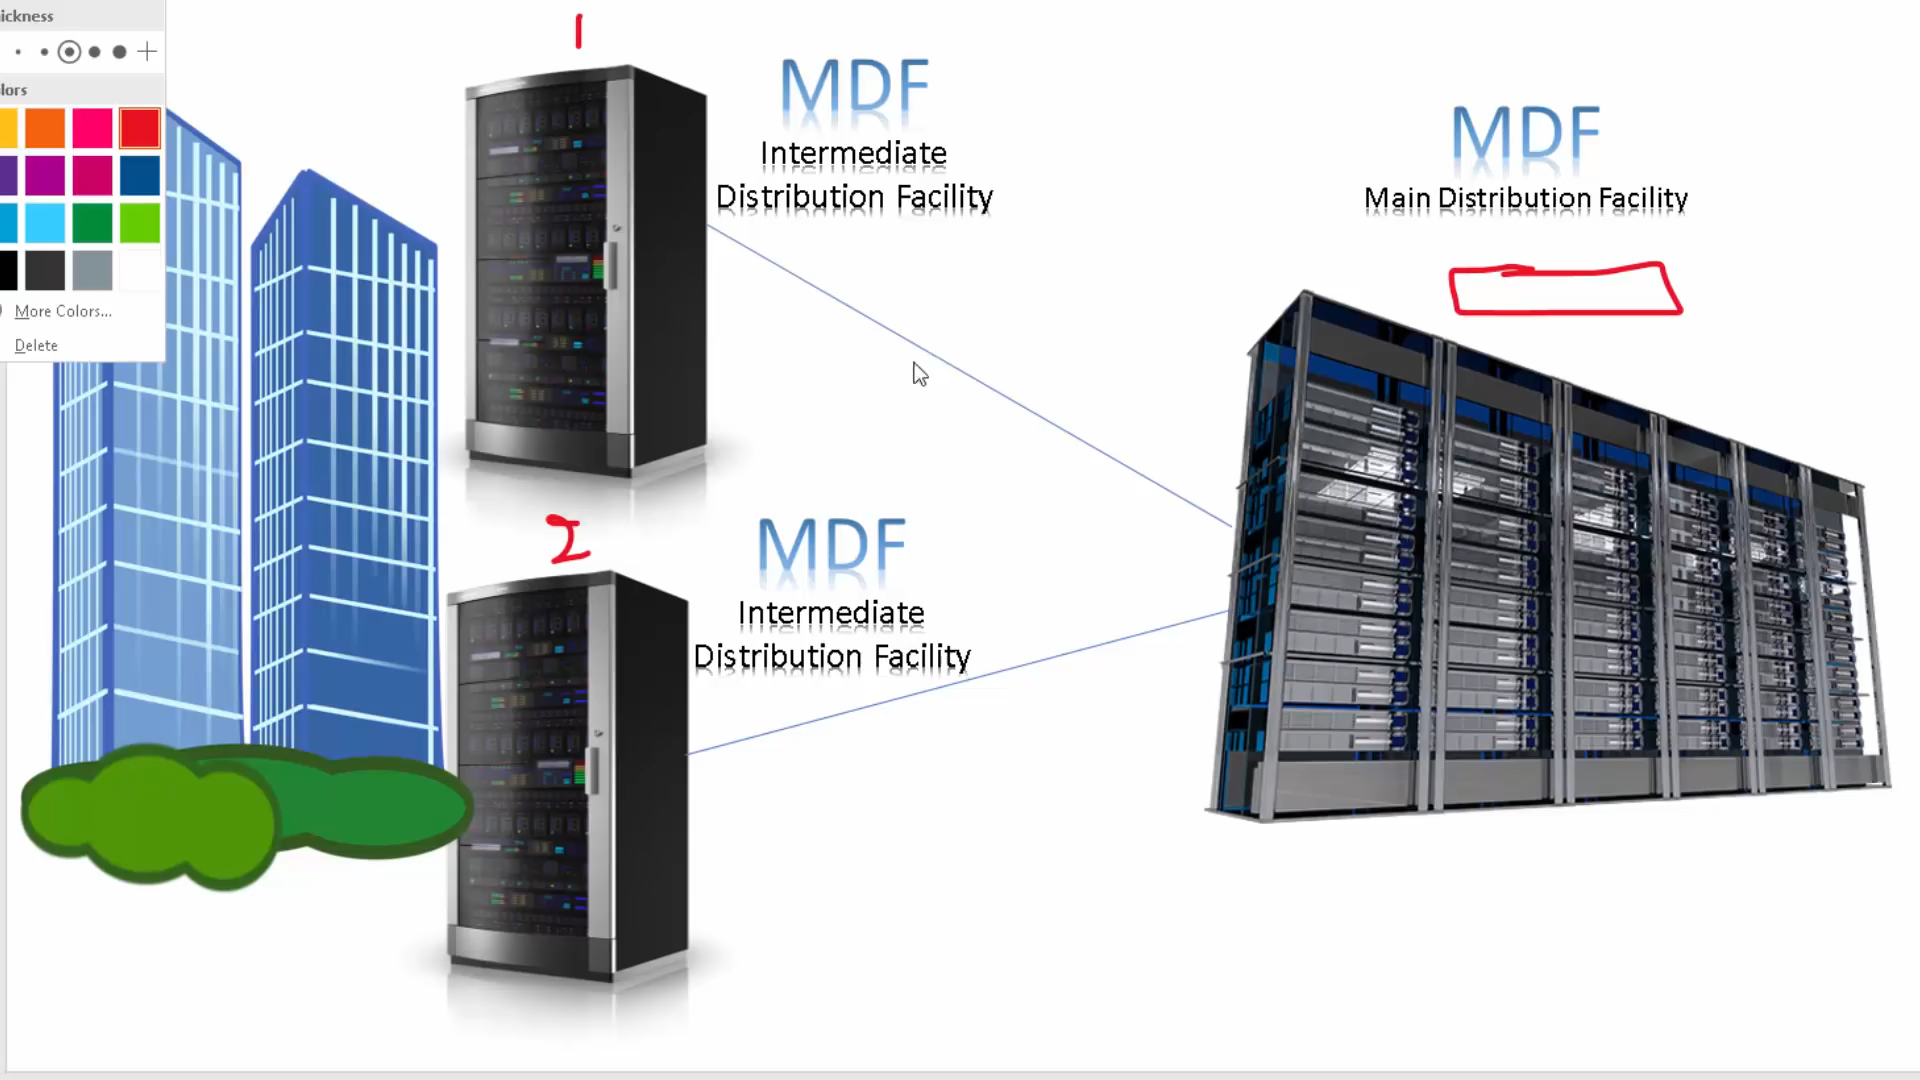 ickness
lors
More Colors...
Delete
1
MDF
Intermediate
Distribution Facility
2
MDF
Intermediate
Distribution Facility
MDF
Main Distribution Facility